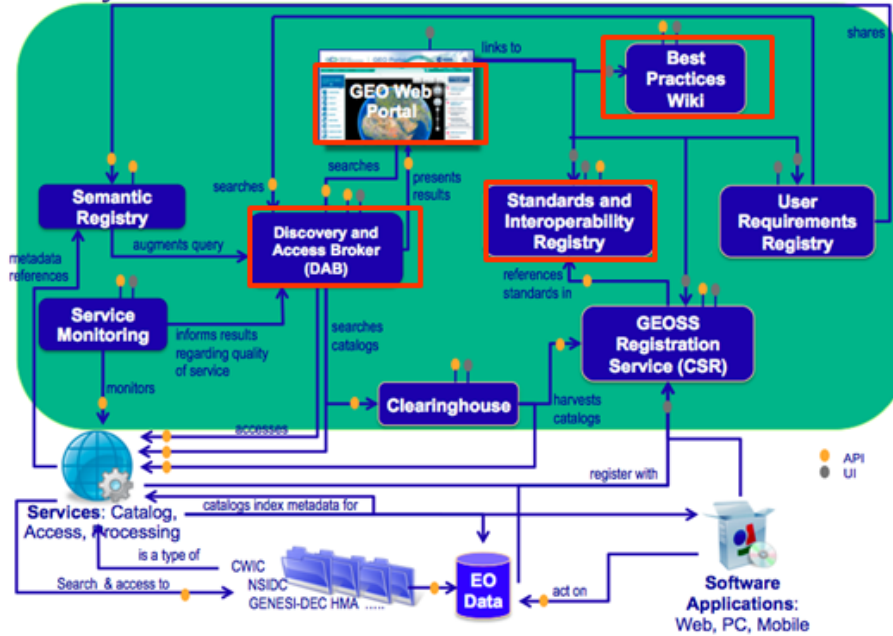 shares
links to
Best
Practices
Wiki
GEO Web
Portal
searches
searches
presents
results
Semantic
Registry
Discovery and
Access Broker
(DAB)
Standards and
Interoperability
Registry
User
Requirements
Registry
augments query
metadata
references
references
standards in
Service
Monitoring
informs results
regarding quality
of service
searches
catalogs
GEOSS
Registration
Service (CSR)
monitors
Clearinghouse
harvests
catalogs
accesses
API
UI
register with
Services: Catalog,
Access, Processing
catalogs index metadata for
is a type of
CWIC
NSIDC
GENESI-DEC HMA .....
Search & access to
EO
Data
act on
Software
Applications:
Web, PC, Mobile